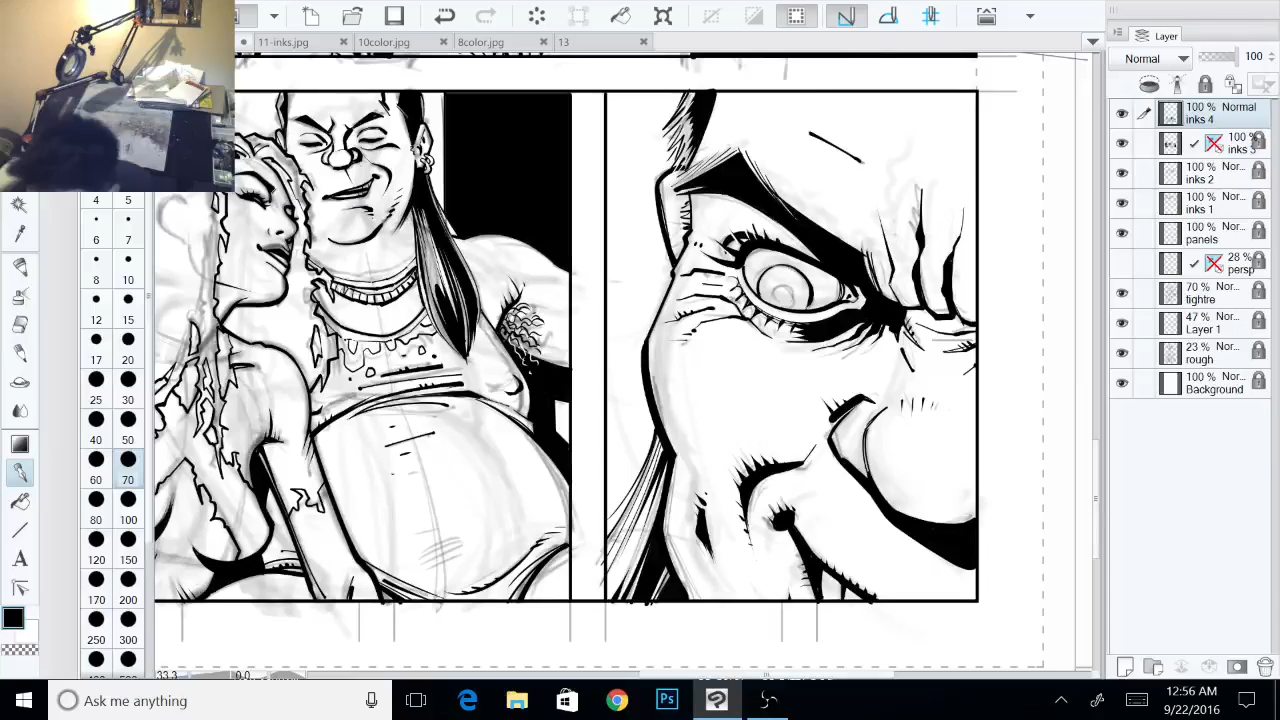 11-inks.jpg 10color.jpg 8color.jpg 13
Layer
Normal 100
100 % Normal
inks 4
100 %
inks
100 % Nor...
inks 2
100 % Nor...
inks 1
100 % Nor...
panels
28 %
persp
70 % Nor...
tightre
47 % Nor...
Layer 1
23 % Nor...
rough
100 % Nor...
Background
4 5
6 7
8 10
12 15
17 20
25 30
40 50
60 70
80 100
120 150
170 200
250 300
33.3 0.0
Ask me anything
12:56 AM
9/22/2016